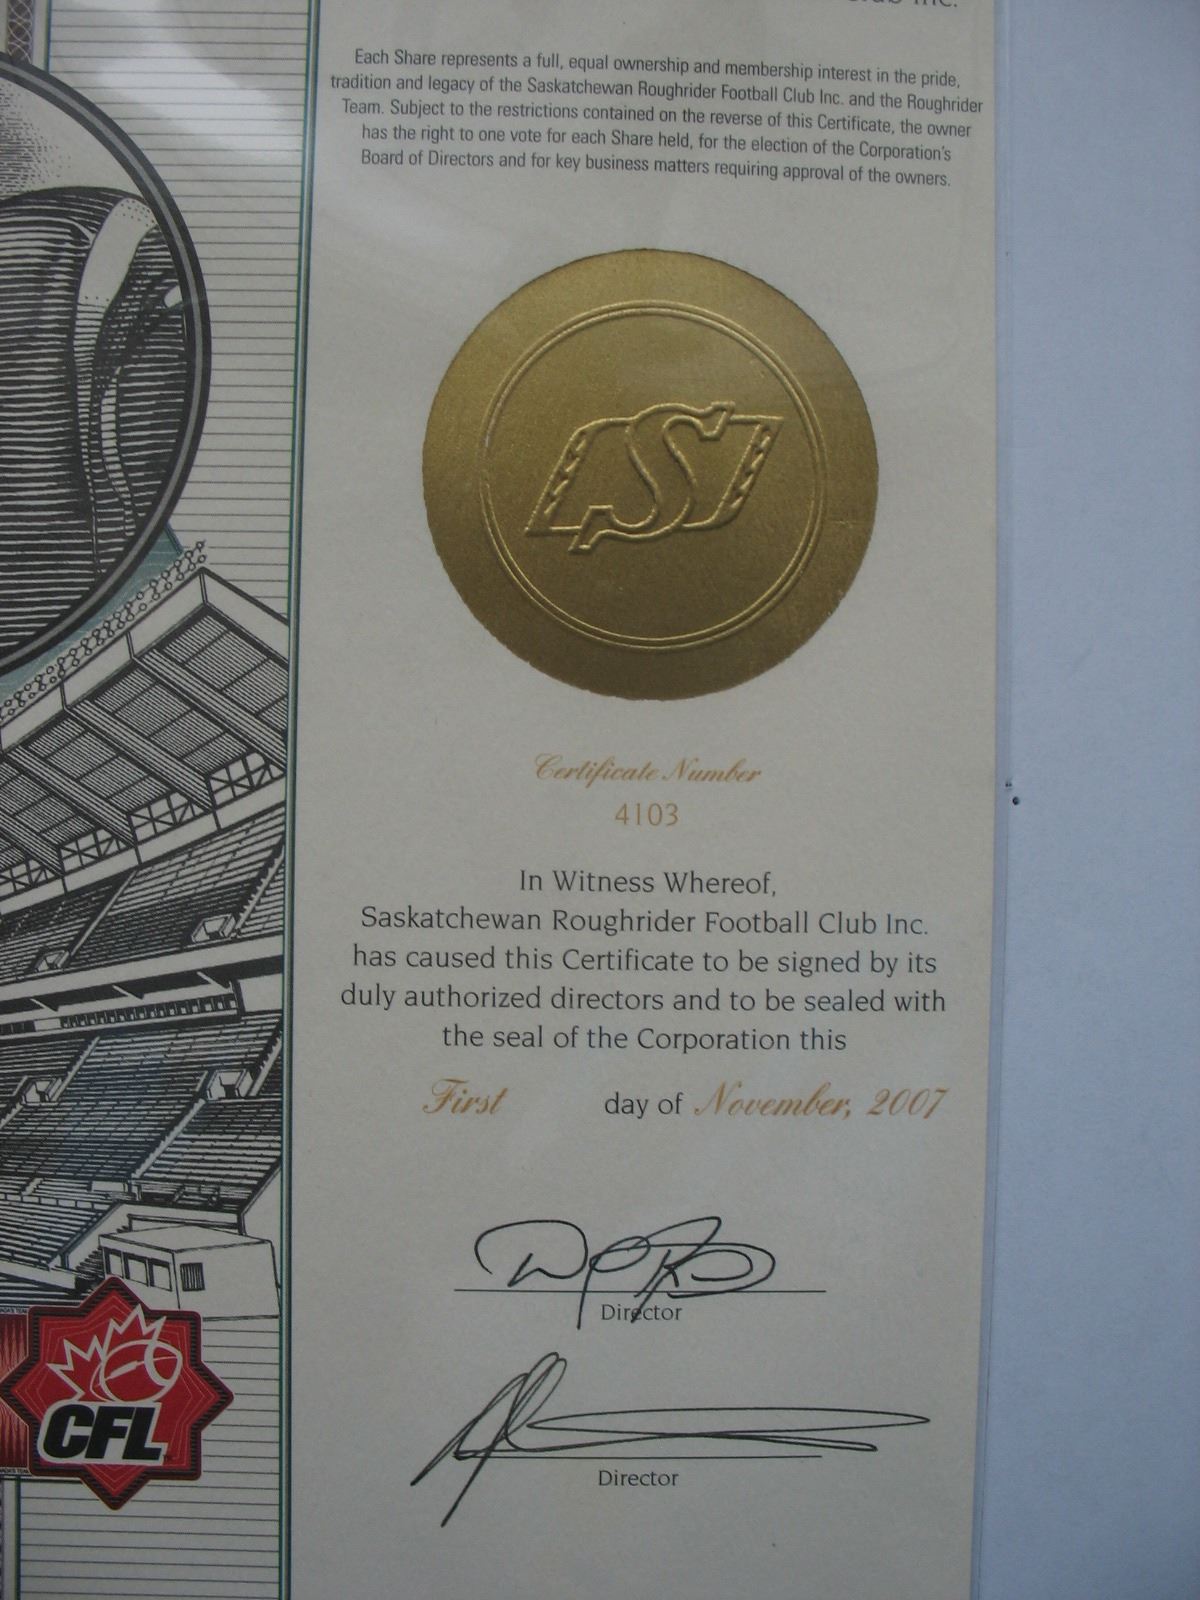 Club Inc.
Each Share represents a full, equal ownership and membership interest in the pride,
tradition and legacy of the Saskatchewan Roughrider Football Club Inc. and the Roughrider
Team. Subject to the restrictions contained on the reverse of this Certificate, the owner
has the right to one vote for each Share held, for the election of the Corporation's
Board of Directors and for key business matters requiring approval of the owners.
S
Certificate Number
4103
In Witness Whereof,
Saskatchewan Roughrider Football Club Inc.
has caused this Certificate to be signed by its
duly authorized directors and to be sealed with
the seal of the Corporation this
First day of November, 2007
Director
Director
CFL